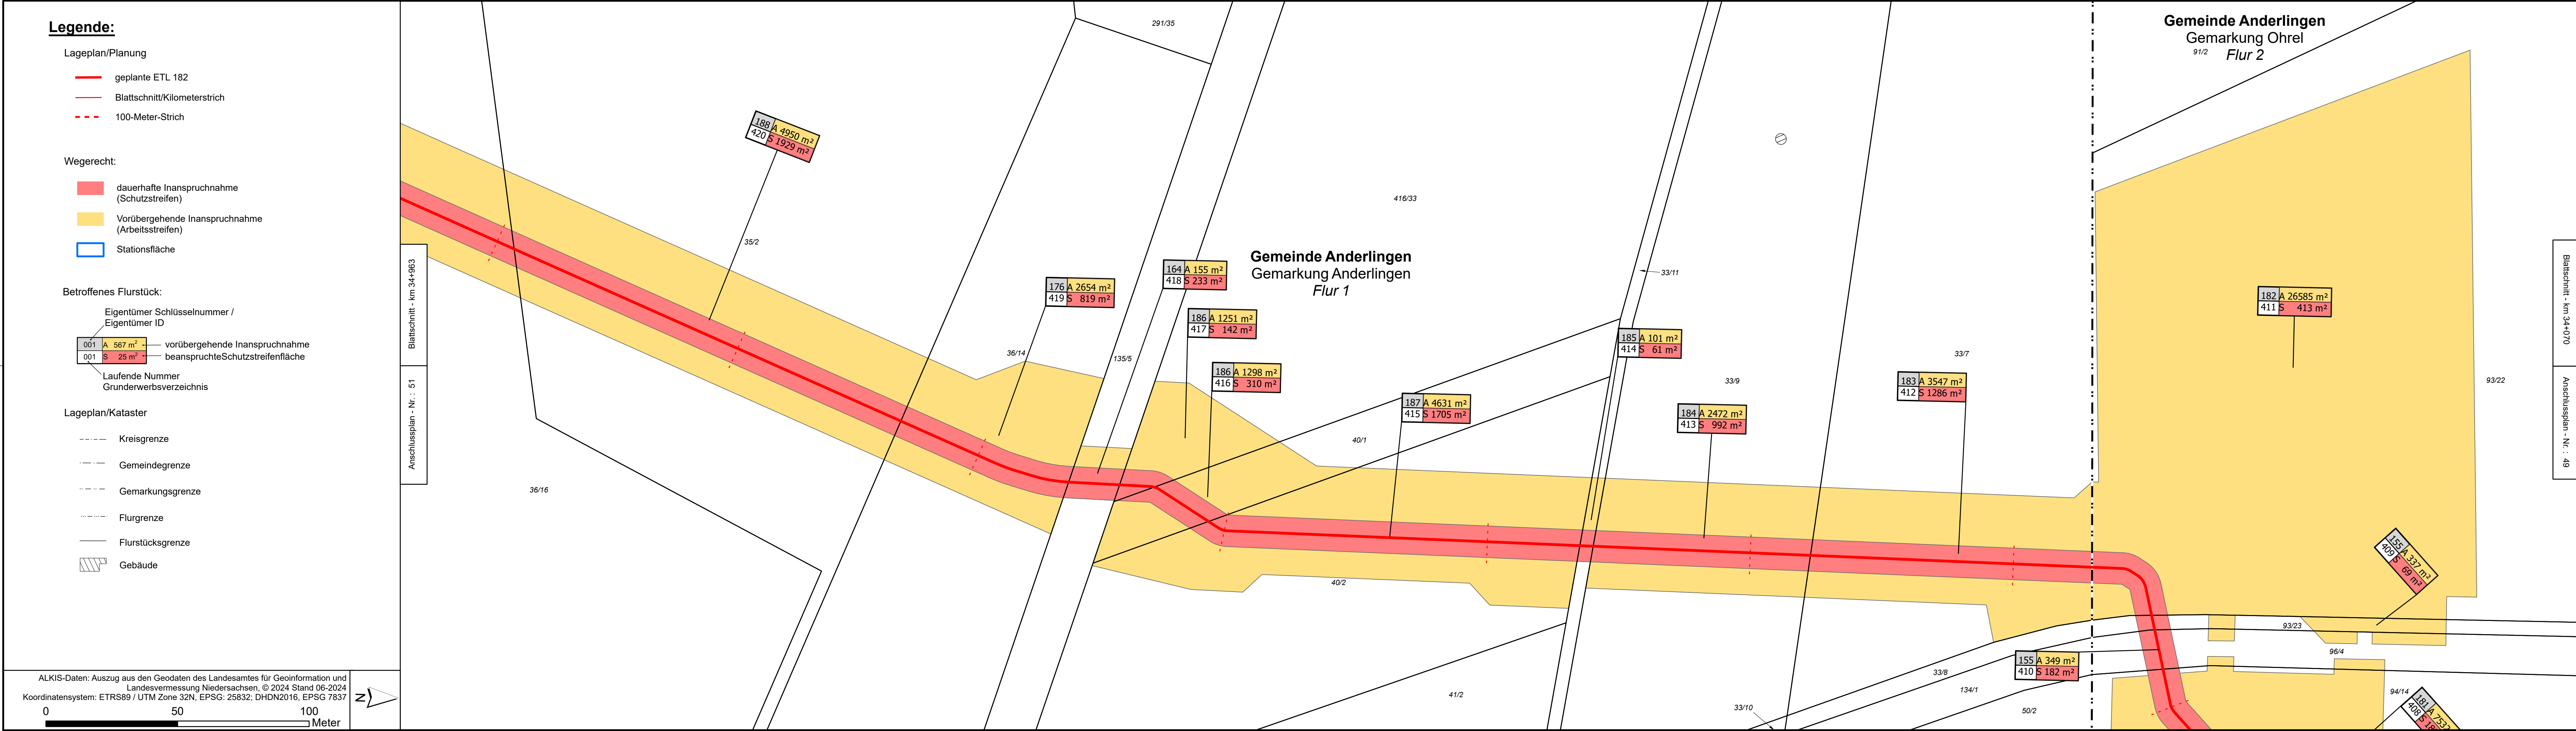 Legende:
Lageplan/Planung
geplante ETL 182
Blattschnitt/Kilometerstrich
100-Meter-Strich
Wegerecht:
dauerhafte Inanspruchnahme
(Schutzstreifen)
Vorübergehende Inanspruchnahme
(Arbeitsstreifen)
Stationsfläche
Betroffenes Flurstück:
Eigentümer Schlüsselnummer /
Eigentümer ID
001 A 567 m²
vorübergehende Inanspruchnahme
001 S 25 m²
beanspruchteSchutzstreifenfläche
Laufende Nummer
Grunderwerbsverzeichnis
Lageplan/Kataster
Kreisgrenze
Gemeindegrenze
Gemarkungsgrenze
Flurgrenze
Flurstücksgrenze
Gebäude
ALKIS-Daten: Auszug aus den Geodaten des Landesamtes für Geoinformation und
Landesvermessung Niedersachsen, © 2024 Stand 06-2024
Koordinatensystem: ETRS89 / UTM Zone 32N, EPSG: 25832; DHDN2016, EPSG 7837
0 50 100
Meter
N
Blattschnitt - km 34+963
Anschlussplan - Nr. : 51
188 A 4950 m²
420 S 1929 m²
35/2
36/16
291/35
176 A 2654 m²
419 S 819 m²
36/14
164 A 155 m²
418 S 233 m²
135/5
186 A 1251 m²
417 S 142 m²
186 A 1298 m²
416 S 310 m²
Gemeinde Anderlingen
Gemarkung Anderlingen
Flur 1
416/33
187 A 4631 m²
415 S 1705 m²
40/1
40/2
41/2
33/11
185 A 101 m²
414 S 61 m²
33/9
184 A 2472 m²
413 S 992 m²
33/7
183 A 3547 m²
412 S 1286 m²
33/10
33/8
134/1
50/2
155 A 349 m²
410 S 182 m²
Gemeinde Anderlingen
Gemarkung Ohrel
91/2
Flur 2
182 A 26585 m²
411 S 413 m²
93/22
155 A 337 m²
409 S 69 m²
93/23
96/4
94/14
181 A
408 S
Blattschnitt - km 34+070
Anschlussplan - Nr. : 49